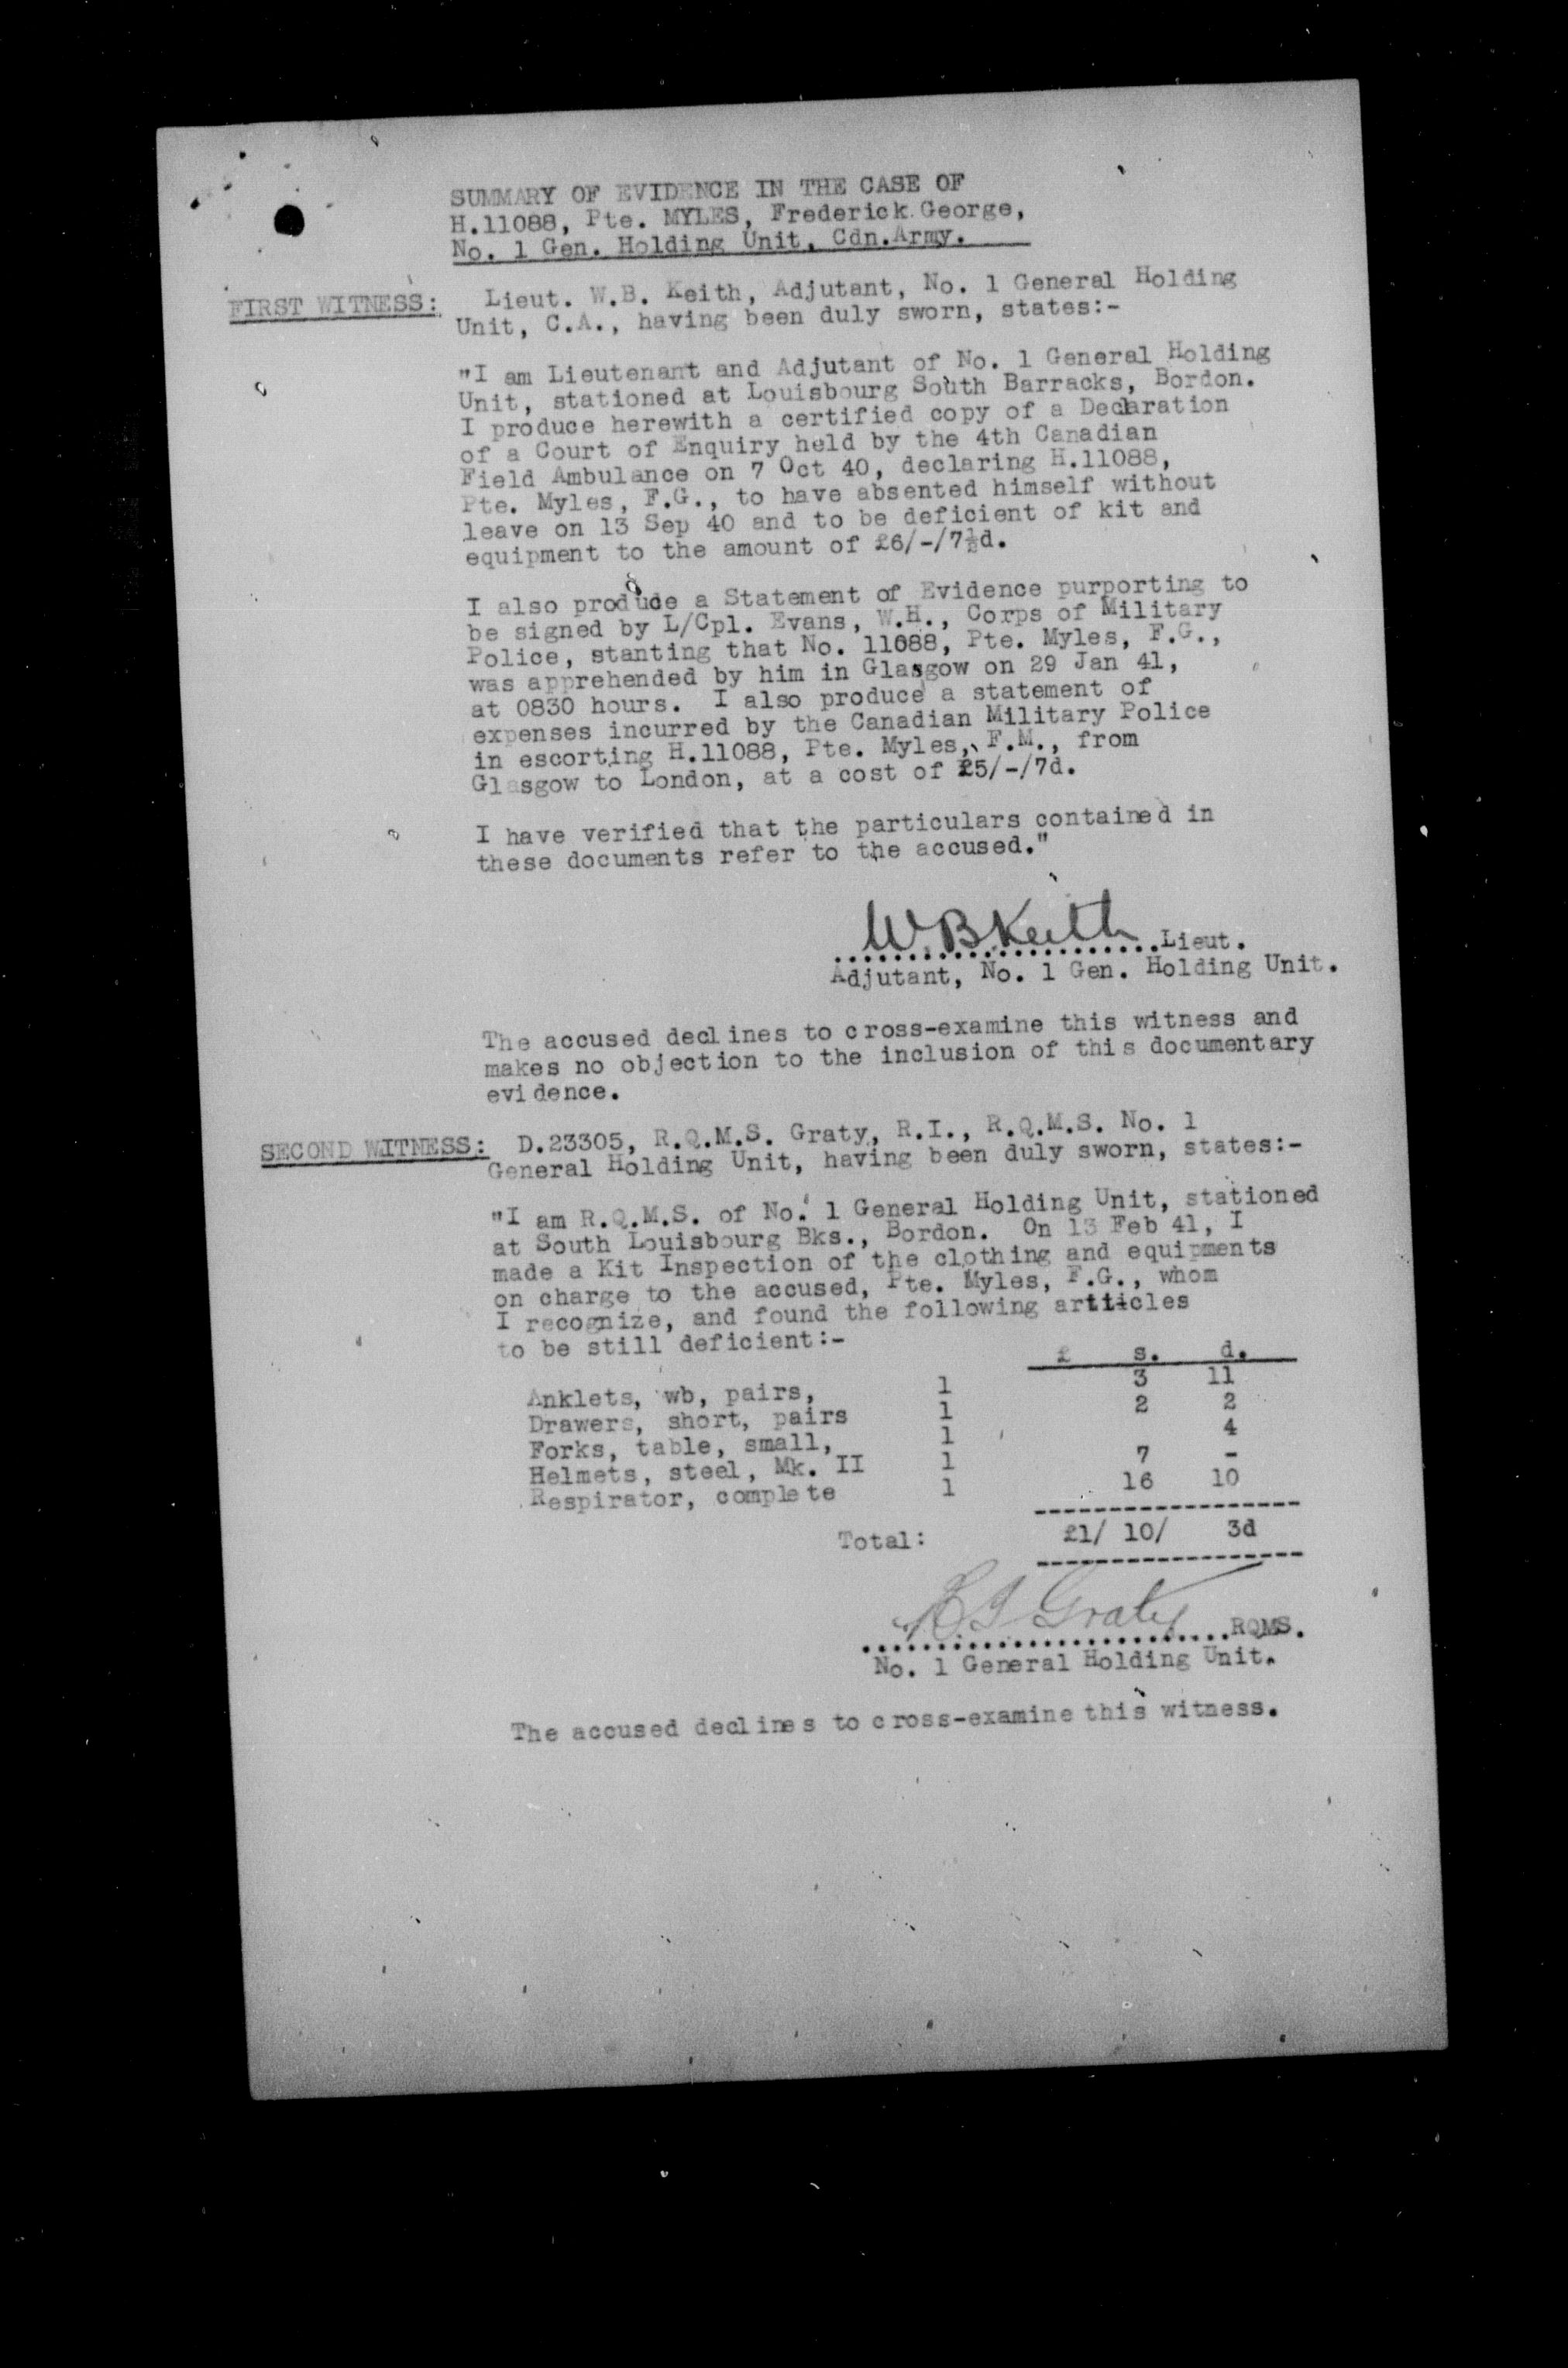 SUMMARY OF EVIDENCE IN THE CASE OF
H.11088, Pte. MYLES, Frederick George,
No. 1 Gen. Holding Unit, Cdn.Army.
FIRST WITNESS: Lieut. W.B. Keith, Adjutant, No. 1 General Holding
Unit, C.A., having been duly sworn, states:-
"I am Lieutenant and Adjutant of No. 1 General Holding
Unit, stationed at Louisbourg South Barracks, Bordon.
I produce herewith a certified copy of a Declaration
of a Court of Enquiry held by the 4th Canadian
Field Ambulance on 7 Oct 40, declaring H.11088,
Pte. Myles, F.G., to have absented himself without
leave on 13 Sep 40 and to be deficient of kit and
equipment to the amount of £6/-/7½d.
I also produde a Statement of Evidence purporting to
be signed by L/Cpl. Evans, W.H., Corps of Military
Police, stanting that No. 11088, Pte. Myles, F.G.,
was apprehended by him in Glasgow on 29 Jan 41,
at 0830 hours. I also produce a statement of
expenses incurred by the Canadian Military Police
in escorting H.11088, Pte. Myles, F.M., from
Glasgow to London, at a cost of £5/-/7d.
I have verified that the particulars contained in
these documents refer to the accused."
W.B Keith
......................Lieut.
Adjutant, No. 1 Gen. Holding Unit.
The accused declines to cross-examine this witness and
makes no objection to the inclusion of this documentary
evidence.
SECOND WITNESS: D.23305, R.Q.M.S. Graty, R.I., R.Q.M.S. No. 1
General Holding Unit, having been duly sworn, states:-
"I am R.Q.M.S. of No. 1 General Holding Unit, stationed
at South Louisbourg Bks., Bordon. On 13 Feb 41, I
made a Kit Inspection of the clothing and equipments
on charge to the accused, Pte. Myles, F.G., whom
I recognize, and found the following artticles
to be still deficient:-
£ s. d.
Anklets, wb, pairs, 1 3 11
Drawers, short, pairs 1 2 2
Forks, table, small, 1 4
Helmets, steel, Mk. II 1 7 -
Respirator, complete 1 16 10
Total: £1/ 10/ 3d
R I Graty
.........................RQMS.
No. 1 General Holding Unit.
The accused declines to cross-examine this witness.